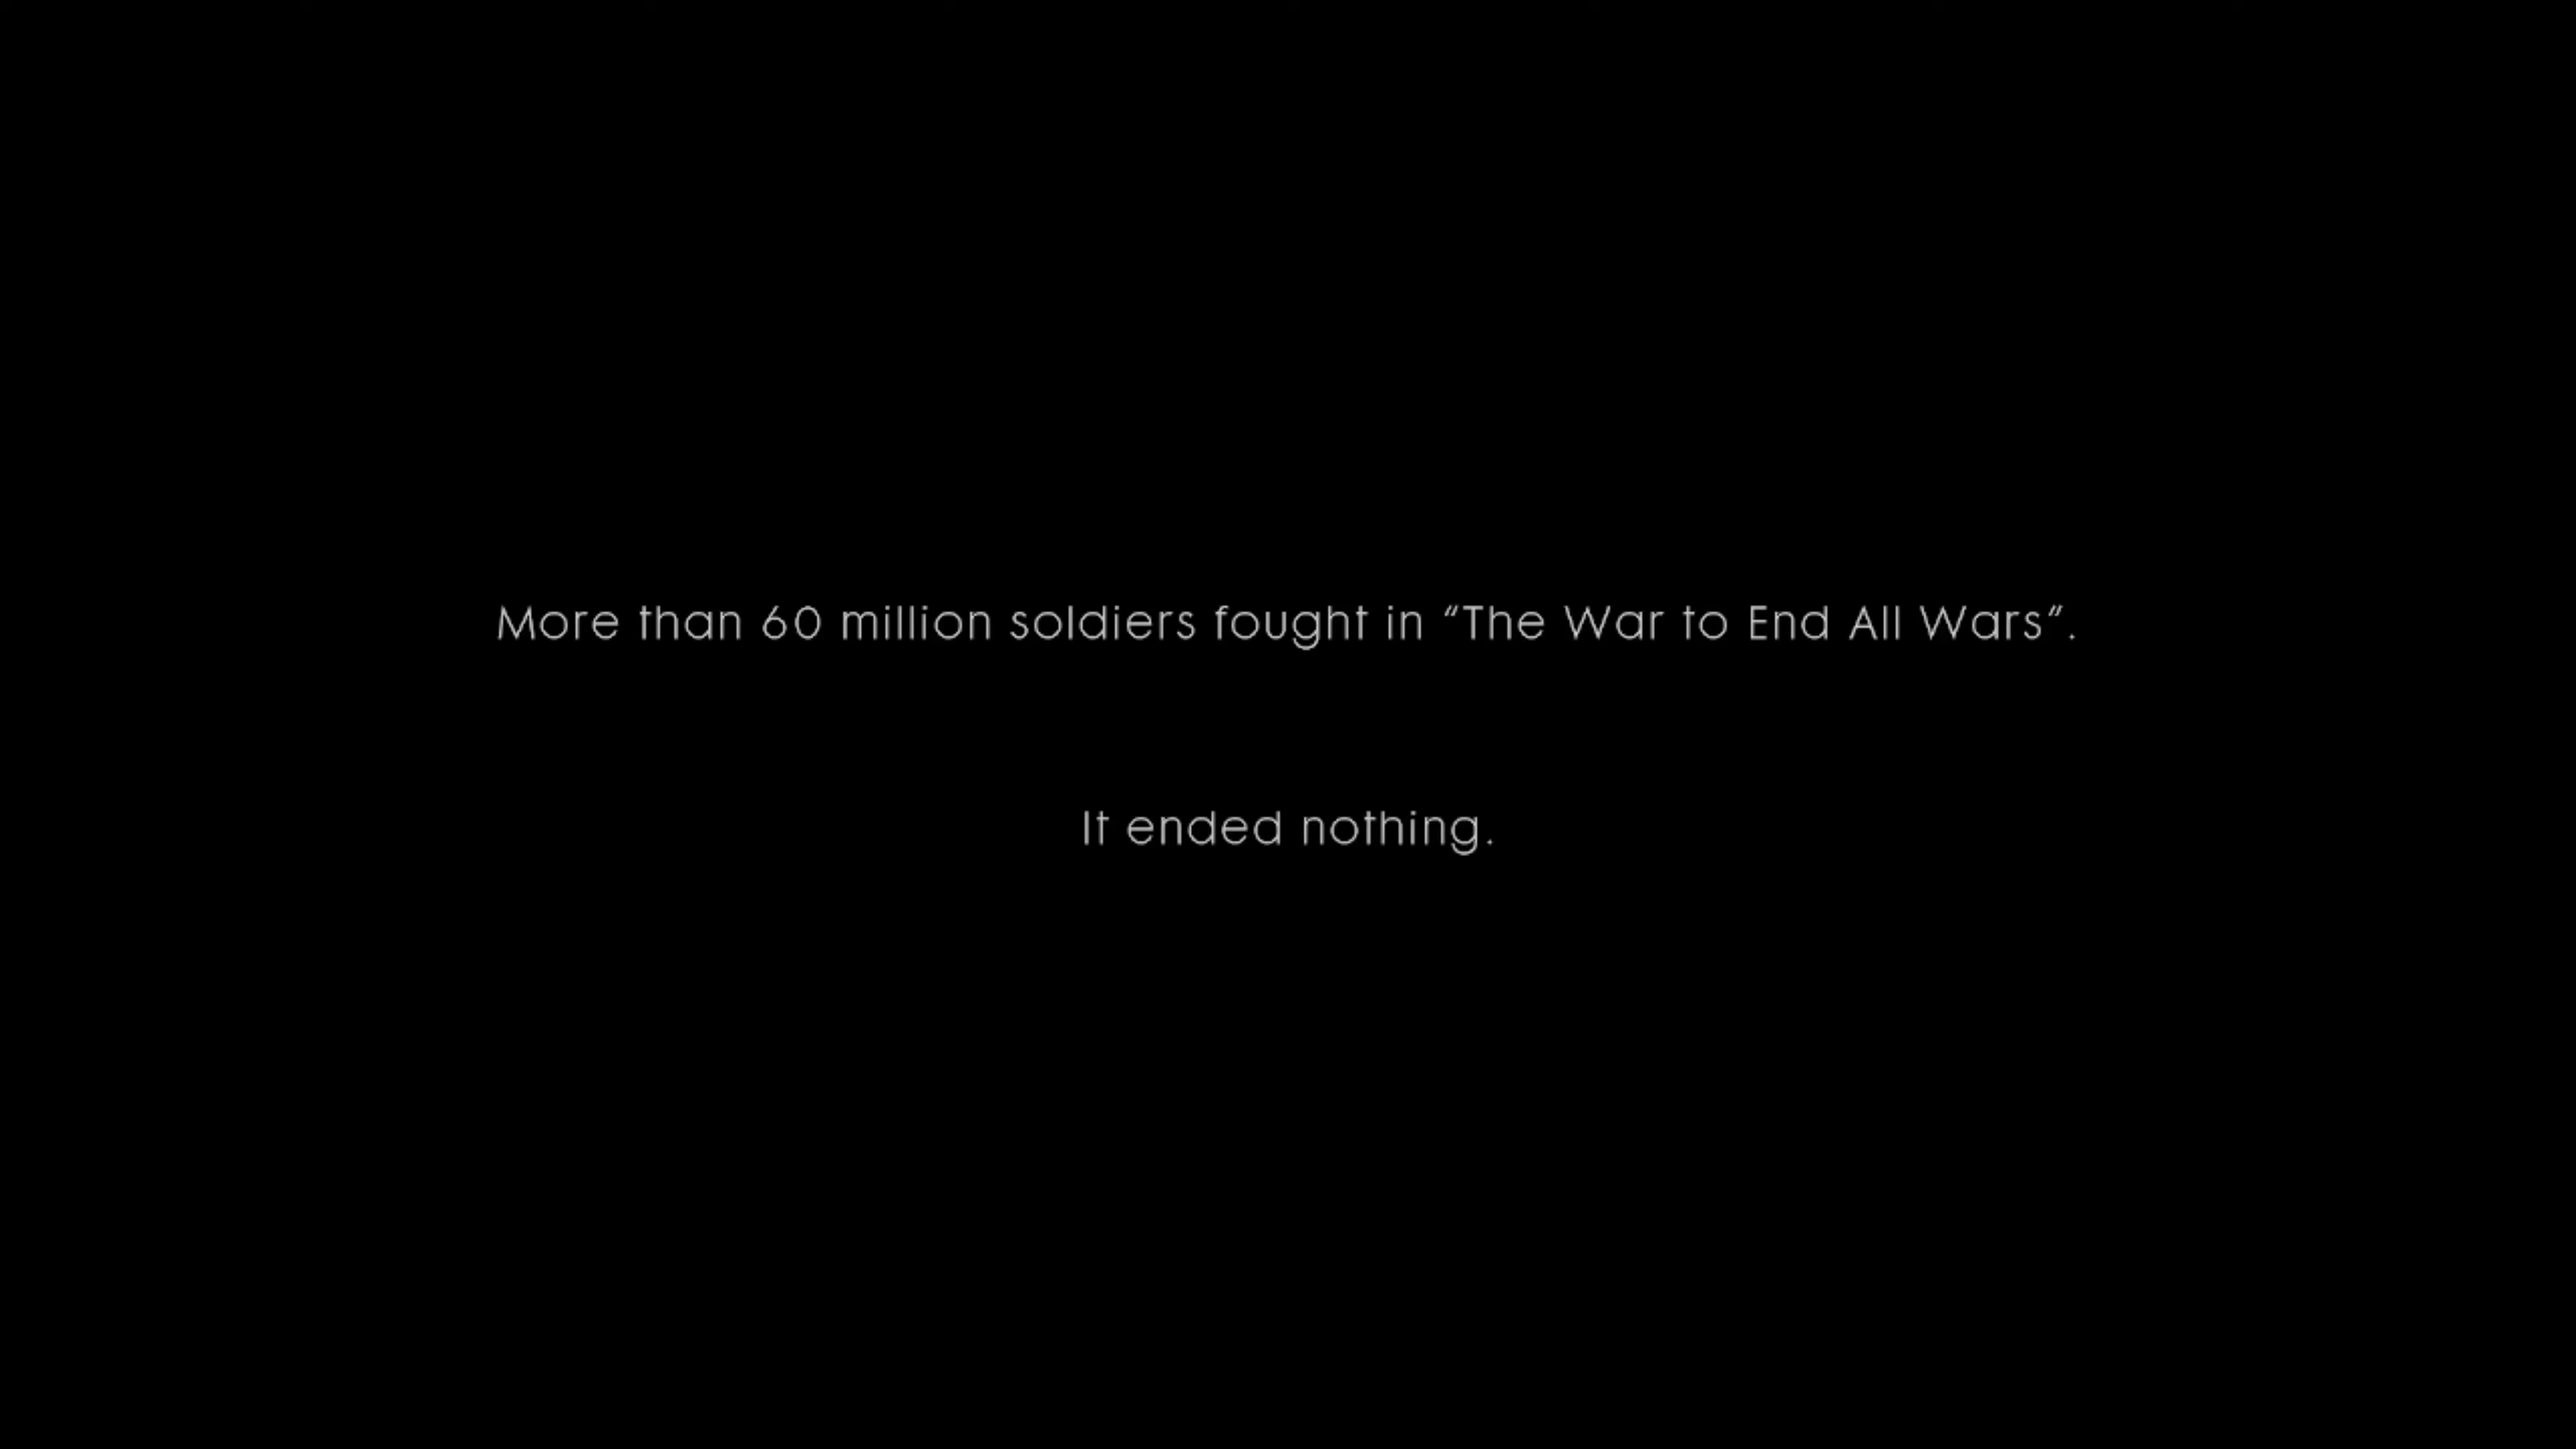 More than 60 million soldiers fought in “The War to End All Wars”.
It ended nothing.